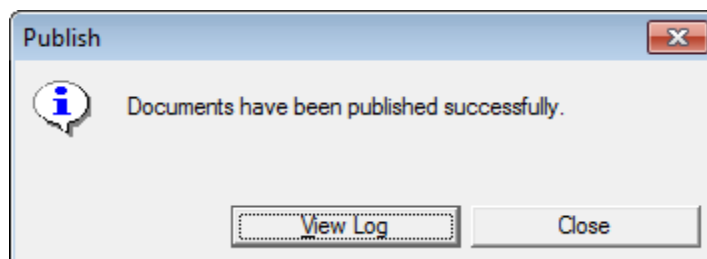 Publish
Documents have been published successfully.
View Log
Close